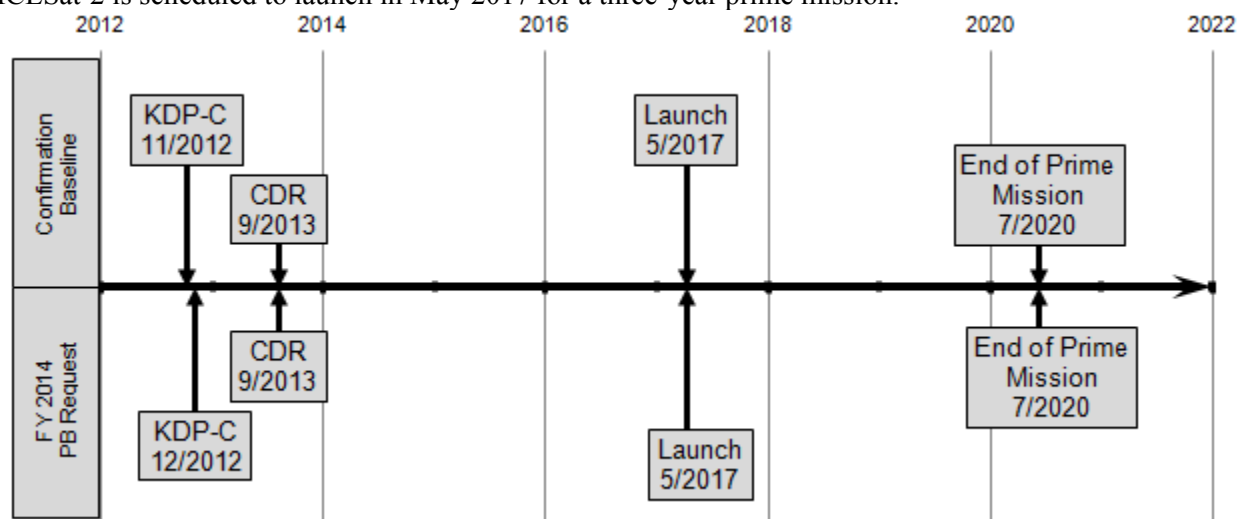 ICESat-2 is scheduled to launch in May 2017 for a three-year prime mission.
2012 2014 2016 2018 2020 2022
Confirmation
Baseline
KDP-C
11/2012
CDR
9/2013
Launch
5/2017
End of Prime
Mission
7/2020
FY 2014
PB Request
KDP-C
12/2012
CDR
9/2013
Launch
5/2017
End of Prime
Mission
7/2020